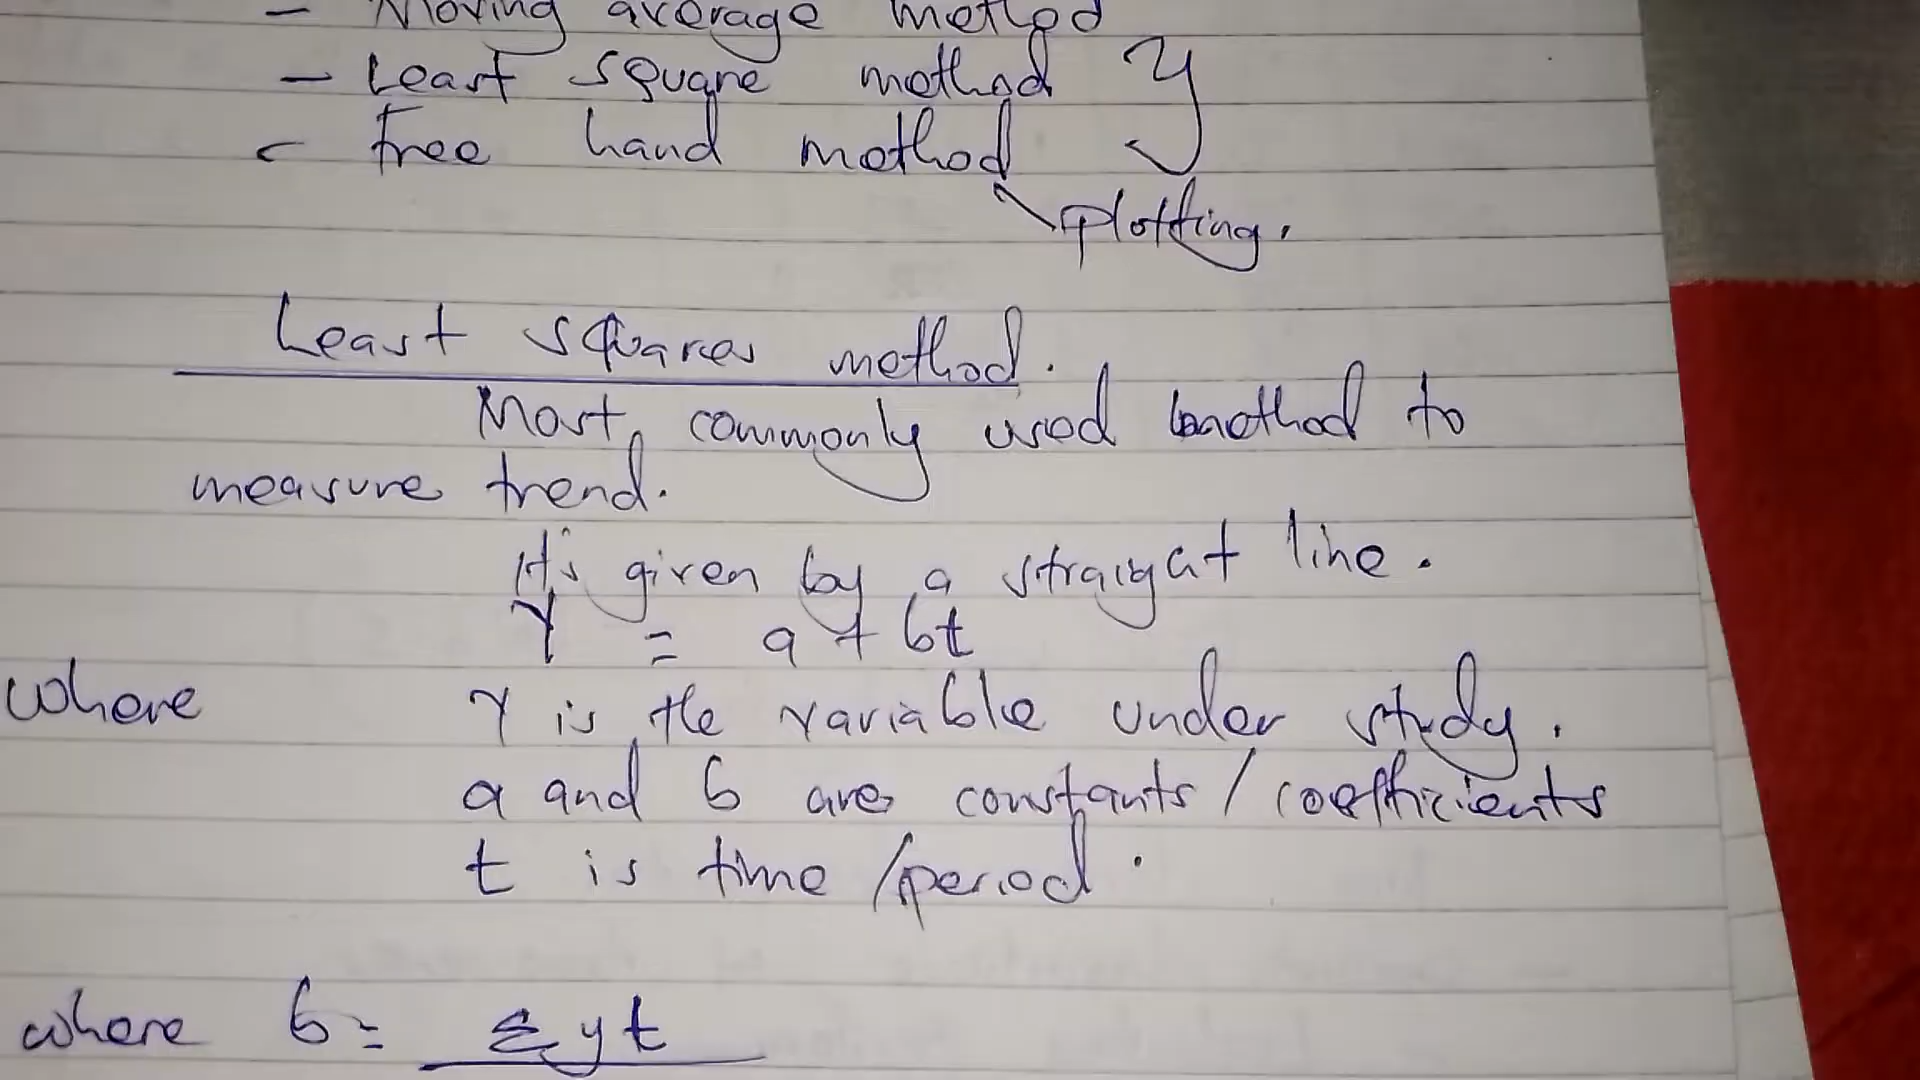 - Moving average method
- Least square method y
- Free hand method
plotting.
Least squares method.
Most commonly used method to
measure trend.
It's given by a straight line.
Y = a + bt
where Y is the variable under study.
a and b are constants / coefficients
t is time / period.
where b = Σyt